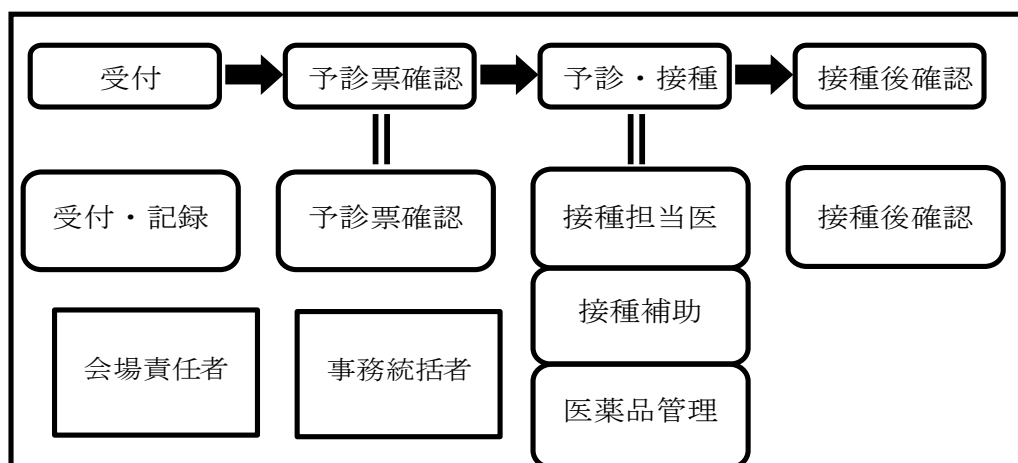 受付
予診票確認
予診・接種
接種後確認
受付・記録
予診票確認
接種担当医
接種後確認
接種補助
会場責任者
事務統括者
医薬品管理